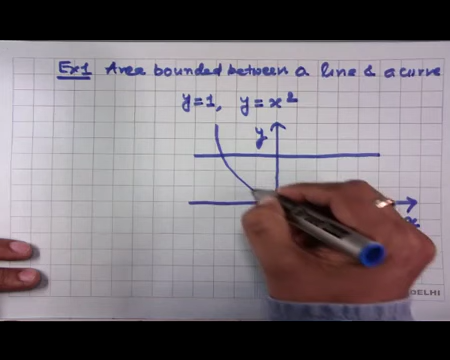 Ex1 Area bounded between a line & a curve
y=1, y=x²
y
x
DELHI